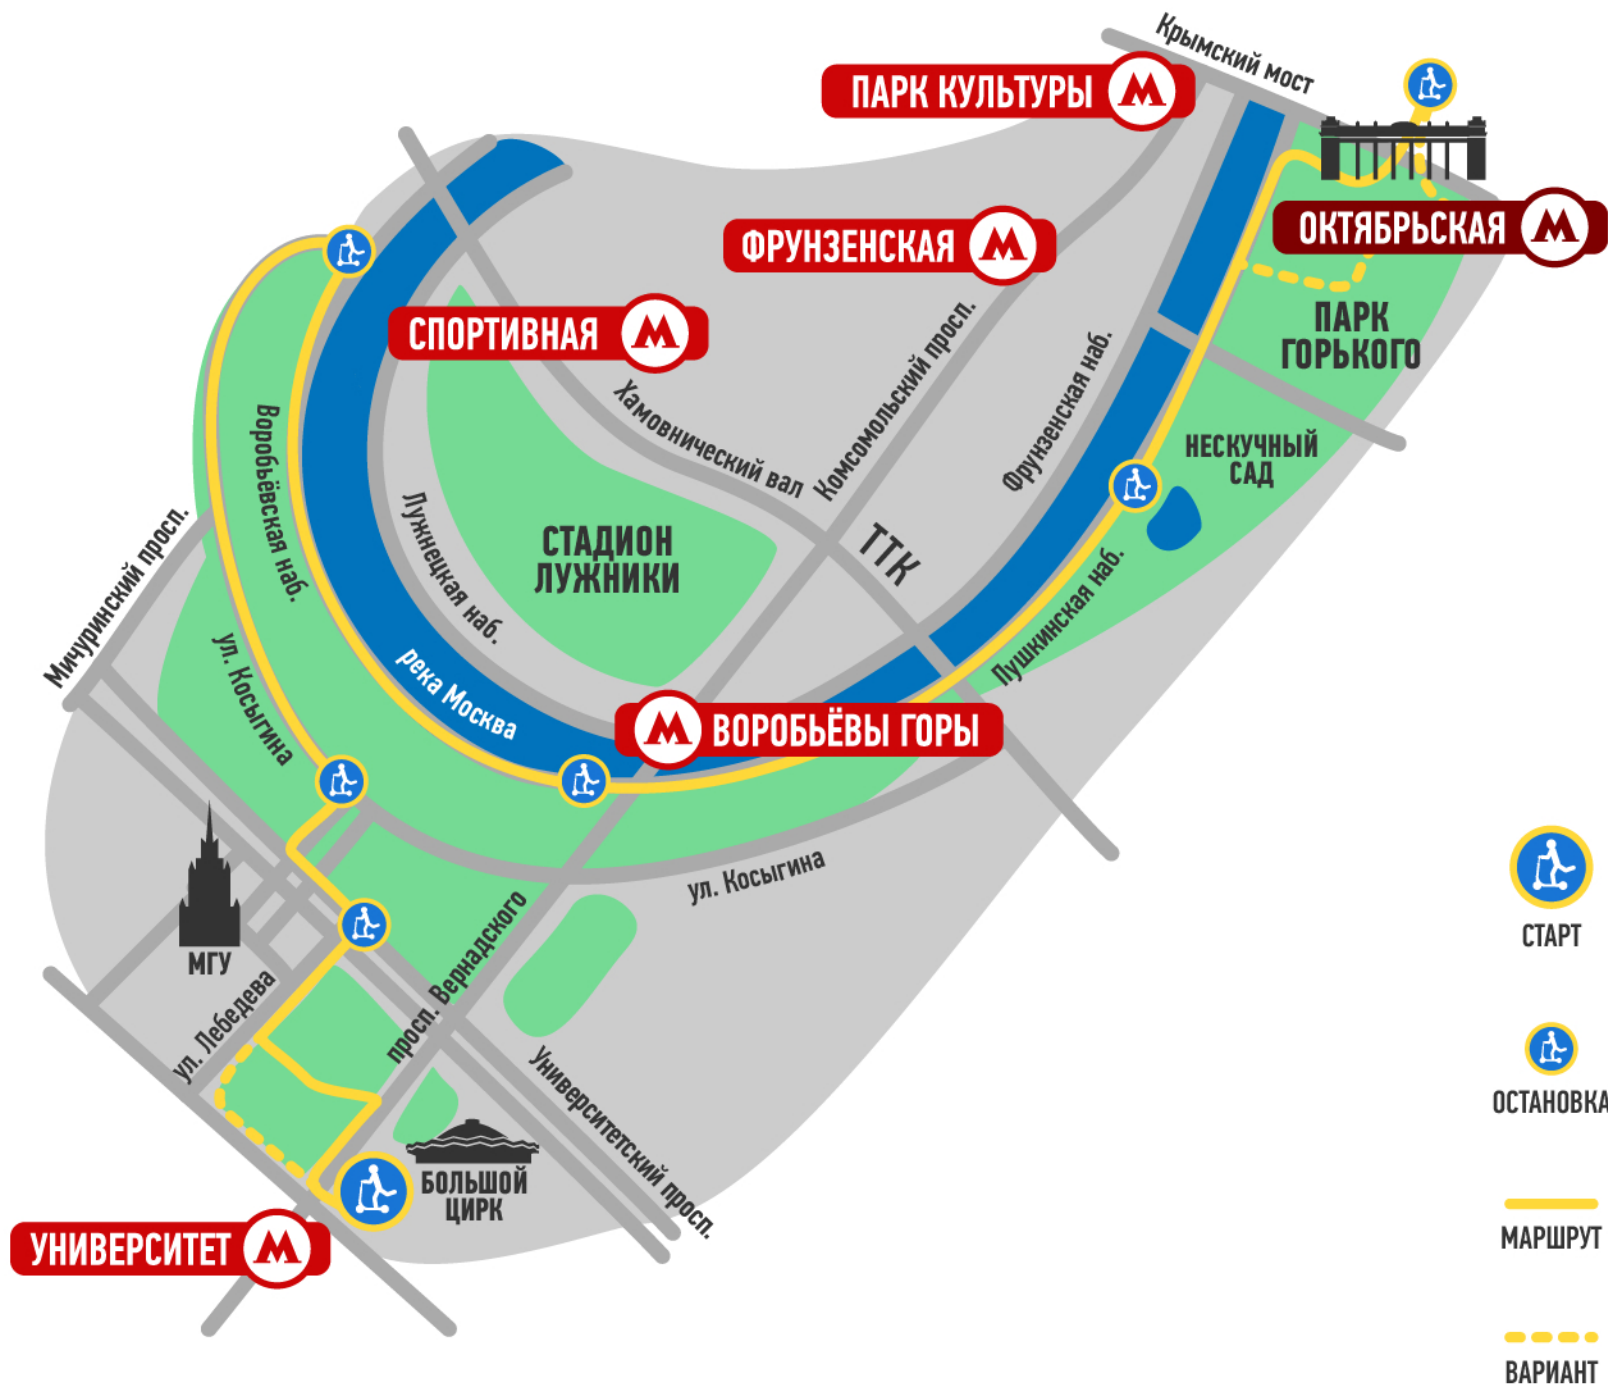 Крымский мост
ПАРК КУЛЬТУРЫ
ФРУНЗЕНСКАЯ
ОКТЯБРЬСКАЯ
СПОРТИВНАЯ
ПАРК
ГОРЬКОГО
Хамовнический вал
Комсомольский просп.
Фрунзенская наб.
НЕСКУЧНЫЙ
САД
Воробьёвская наб.
Лужнецкая наб.
СТАДИОН
ЛУЖНИКИ
ТТК
Мичуринский просп.
ул. Косыгина
река Москва
Пушкинская наб.
ВОРОБЬЁВЫ ГОРЫ
ул. Косыгина
МГУ
ул. Лебедева
просп. Вернадского
Университетский просп.
БОЛЬШОЙ
ЦИРК
УНИВЕРСИТЕТ
СТАРТ
ОСТАНОВКА
МАРШРУТ
ВАРИАНТ